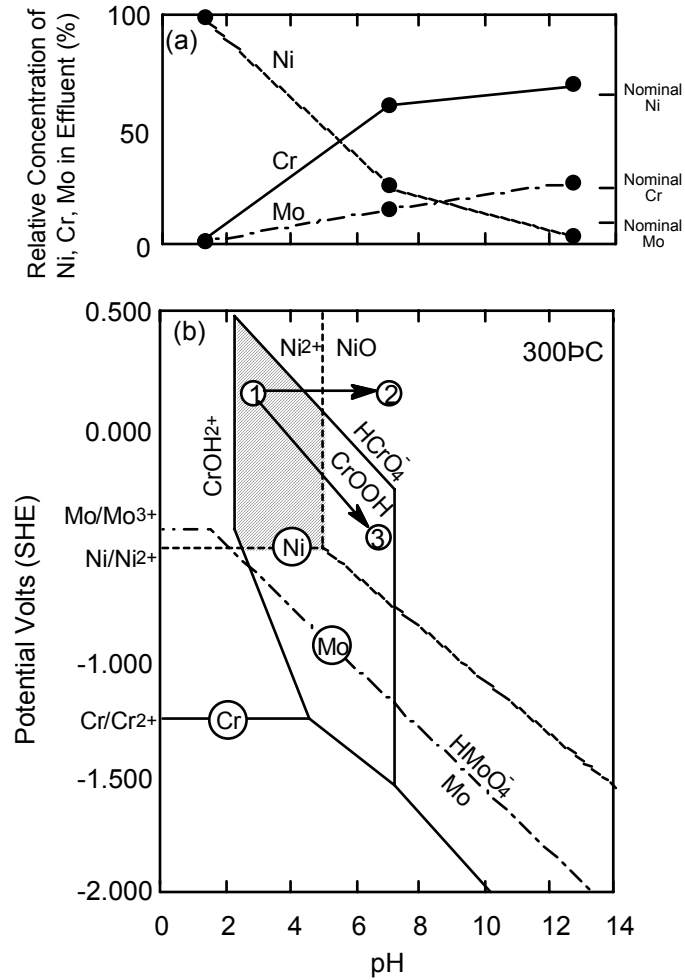 100
(a)
Ni
Nominal
Ni
50
Cr
Nominal
Cr
Mo
Nominal
Mo
0
Relative Concentration of
Ni, Cr, Mo in Effluent (%)
0.500
(b)
Ni2+
NiO
300ÞC
1
2
0.000
CrOH2+
HCrO4-
CrOOH
Mo/Mo3+
3
Ni/Ni2+
Ni
Mo
-1.000
Cr/Cr2+
Cr
HMoO4-
Mo
-1.500
-2.000
Potential Volts (SHE)
0 2 4 6 8 10 12 14
pH